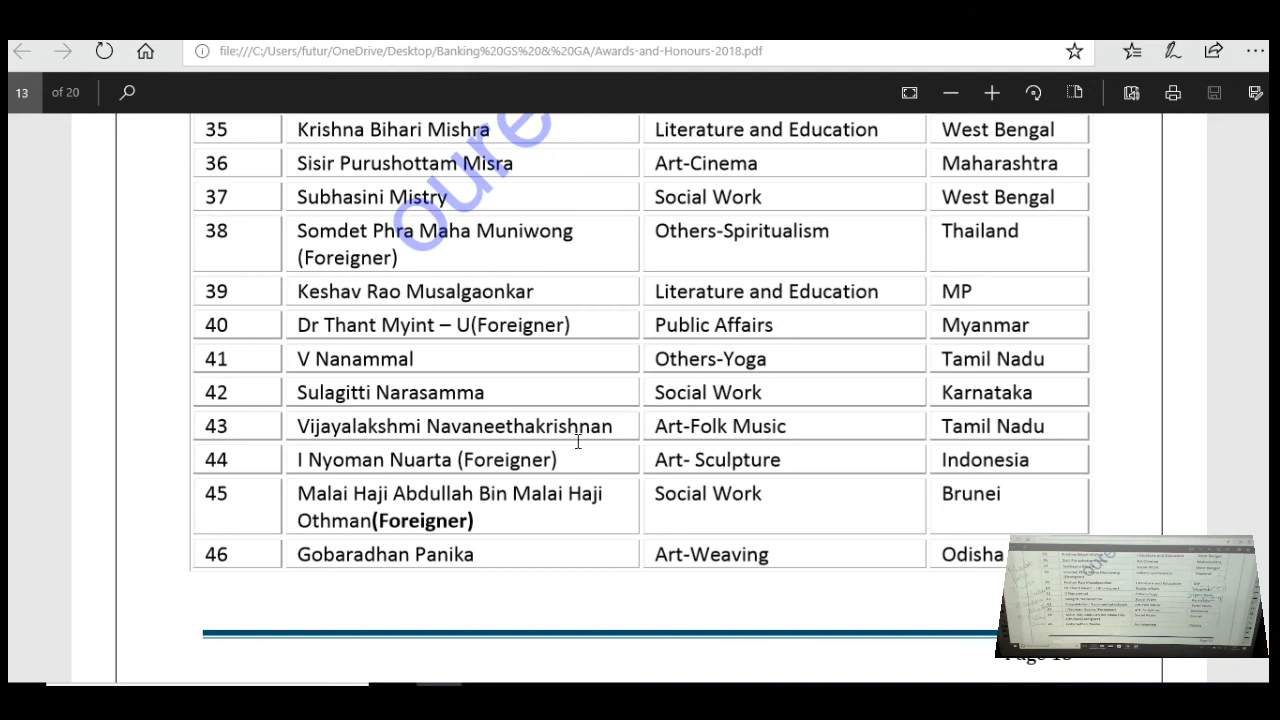 file:///C:/Users/futur/OneDrive/Desktop/Banking%20GS%20&%20GA/Awards-and-Honours-2018.pdf
13 of 20
35 Krishna Bihari Mishra Literature and Education West Bengal
36 Sisir Purushottam Misra Art-Cinema Maharashtra
37 Subhasini Mistry Social Work West Bengal
38 Somdet Phra Maha Muniwong Others-Spiritualism Thailand
(Foreigner)
39 Keshav Rao Musalgaonkar Literature and Education MP
40 Dr Thant Myint – U(Foreigner) Public Affairs Myanmar
41 V Nanammal Others-Yoga Tamil Nadu
42 Sulagitti Narasamma Social Work Karnataka
43 Vijayalakshmi Navaneethakrishnan Art-Folk Music Tamil Nadu
44 I Nyoman Nuarta (Foreigner) Art- Sculpture Indonesia
45 Malai Haji Abdullah Bin Malai Haji Social Work Brunei
Othman(Foreigner)
46 Gobaradhan Panika Art-Weaving Odisha
oure